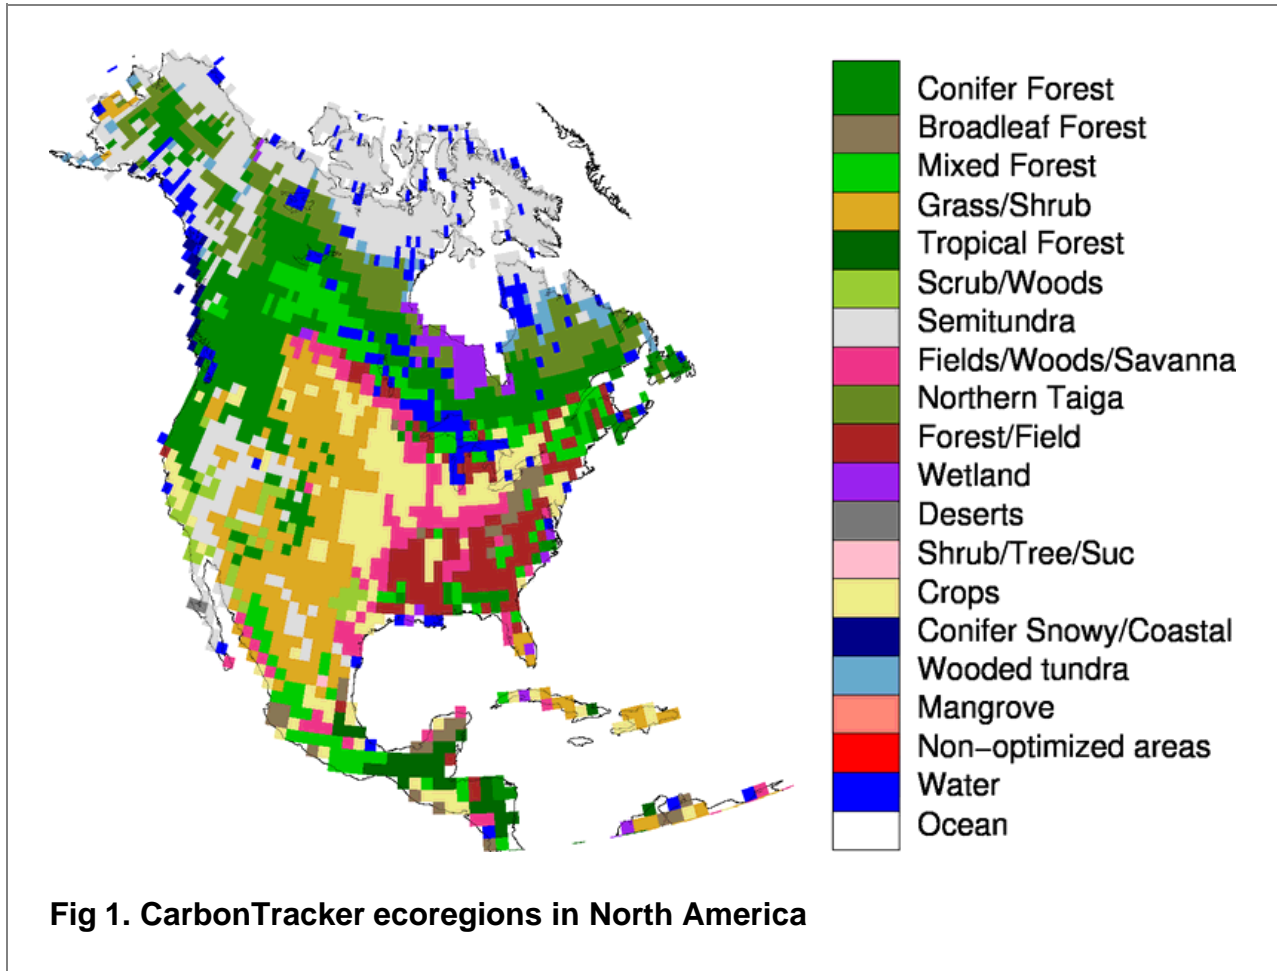 Conifer Forest
Broadleaf Forest
Mixed Forest
Grass/Shrub
Tropical Forest
Scrub/Woods
Semitundra
Fields/Woods/Savanna
Northern Taiga
Forest/Field
Wetland
Deserts
Shrub/Tree/Suc
Crops
Conifer Snowy/Coastal
Wooded tundra
Mangrove
Non−optimized areas
Water
Ocean
Fig 1. CarbonTracker ecoregions in North America